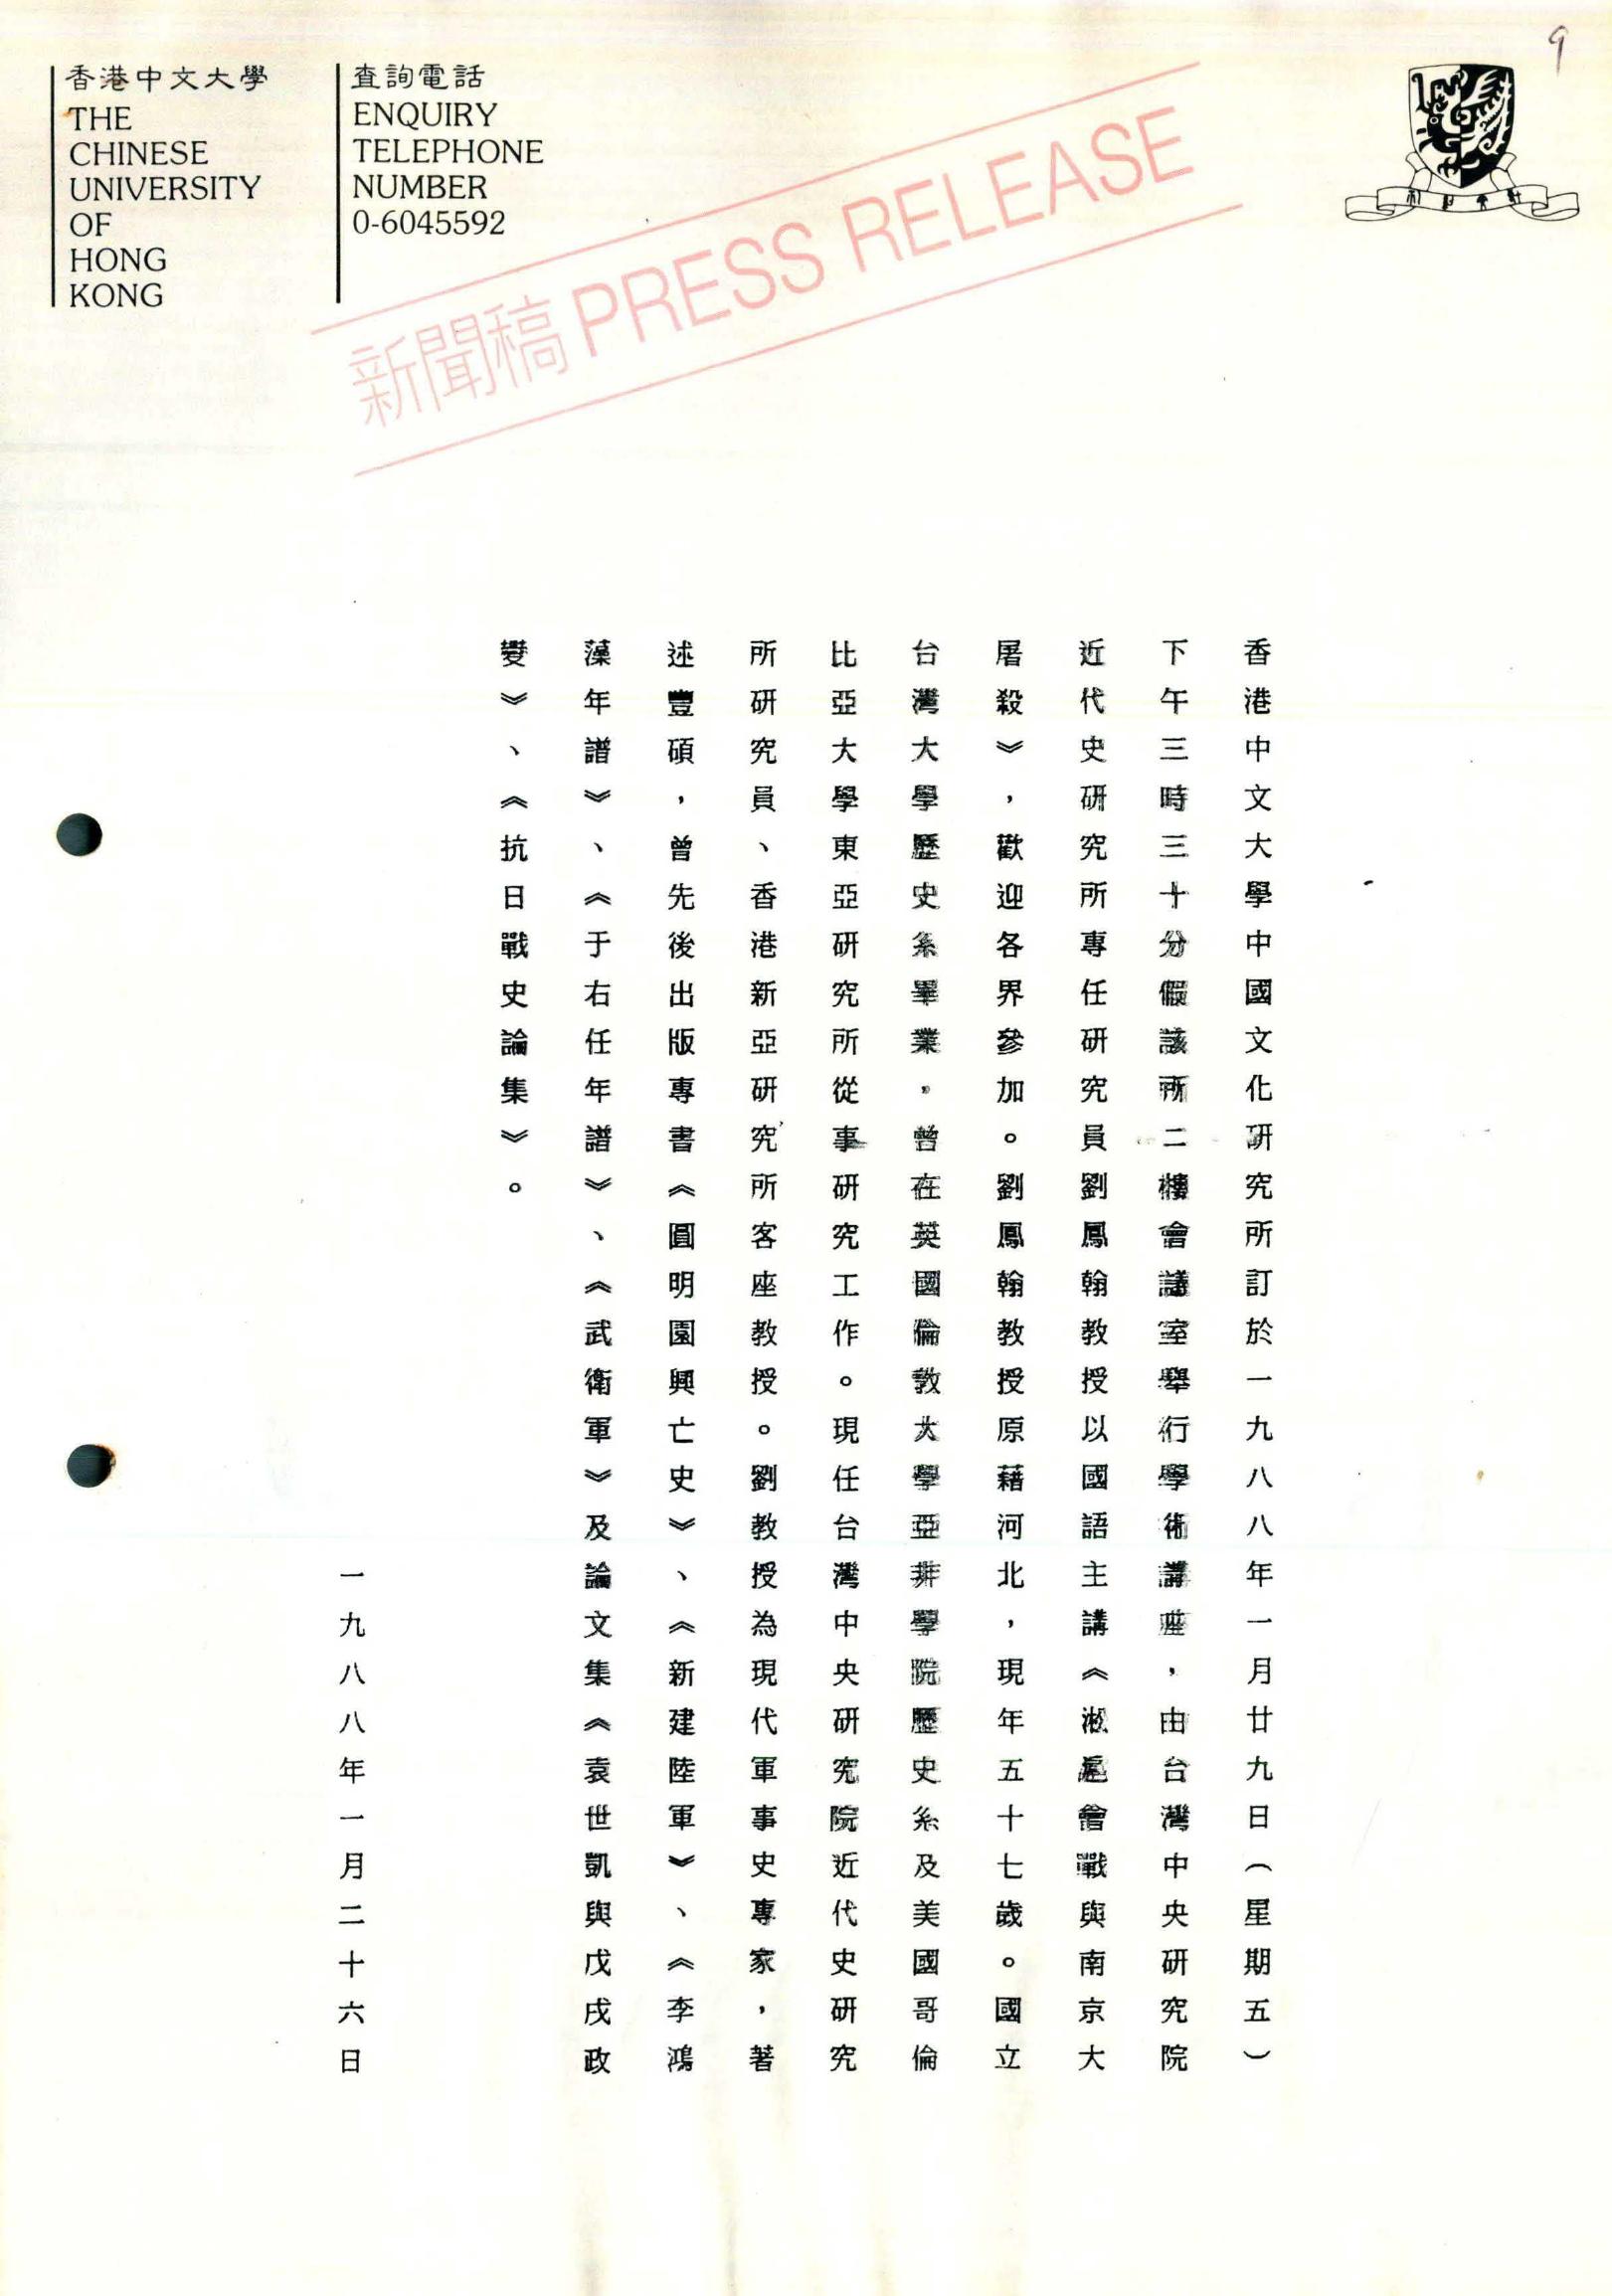 9
香港中文大學
THE
CHINESE
UNIVERSITY
OF
HONG
KONG
查詢電話
ENQUIRY
TELEPHONE
NUMBER
0-6045592
新聞稿 PRESS RELEASE
香港中文大學中國文化研究所訂於一九八八年一月廿九日（星期五）
下午三時三十分假該所二樓會議室舉行學術講座，由台灣中央研究院
近代史研究所專任研究員劉鳳翰教授以國語主講《淞滬會戰與南京大
屠殺》，歡迎各界參加。劉鳳翰教授原藉河北，現年五十七歲。國立
台灣大學歷史系畢業，曾在英國倫敦大學亞非學院歷史系及美國哥倫
比亞大學東亞研究所從事研究工作。現任台灣中央研究院近代史研究
所研究員、香港新亞研究所客座教授。劉教授為現代軍事史專家，著
述豐碩，曾先後出版專書《圓明園興亡史》、《新建陸軍》、《李鴻
藻年譜》、《于右任年譜》、《武衛軍》及論文集《袁世凱與戊戌政
變》、《抗日戰史論集》。
一九八八年一月二十六日